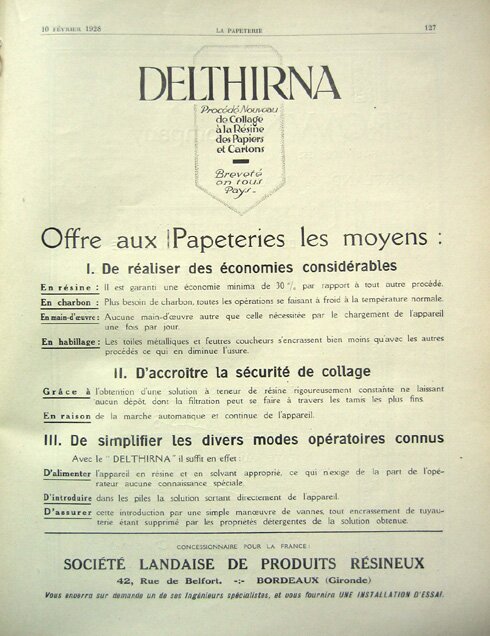 10 FÉVRIER 1928 LA PAPETERIE 127
DELTHIRNA
Procédé Nouveau
de Collage
à la Résine
des Papiers
et Cartons
Breveté
en tous
Pays.
Offre aux Papeteries les moyens :
I. De réaliser des économies considérables
En résine : Il est garanti une économie minima de 30 % par rapport à tout autre procédé.
En charbon : Plus besoin de charbon, toutes les opérations se faisant à froid à la température normale.
En main-d'œuvre : Aucune main-d'œuvre autre que celle nécessitée par le chargement de l'appareil
une fois par jour.
En habillage : Les toiles métalliques et feutres coucheurs s'encrassent bien moins qu'avec les autres
procédés ce qui en diminue l'usure.
II. D'accroître la sécurité de collage
Grâce à l'obtention d'une solution à teneur de résine rigoureusement constante ne laissant
aucun dépôt, dont la filtration peut se faire à travers les tamis les plus fins
En raison de la marche automatique et continue de l'appareil.
III. De simplifier les divers modes opératoires connus
Avec le "DELTHIRNA" il suffit en effet :
D'alimenter l'appareil en résine et en solvant approprié, ce qui n'exige de la part de l'opé-
rateur aucune connaissance spéciale.
D'introduire dans les piles la solution sortant directement de l'appareil.
D'assurer cette introduction par une simple manœuvre de vannes, tout encrassement de tuyau-
terie étant supprimé par les propriétés détergentes de la solution obtenue.
CONCESSIONNAIRE POUR LA FRANCE :
SOCIÉTÉ LANDAISE DE PRODUITS RÉSINEUX
42, Rue de Belfort. -:- BORDEAUX (Gironde)
Vous enverra sur demande un de ses Ingénieurs spécialistes, et vous fournira UNE INSTALLATION D'ESSAI.